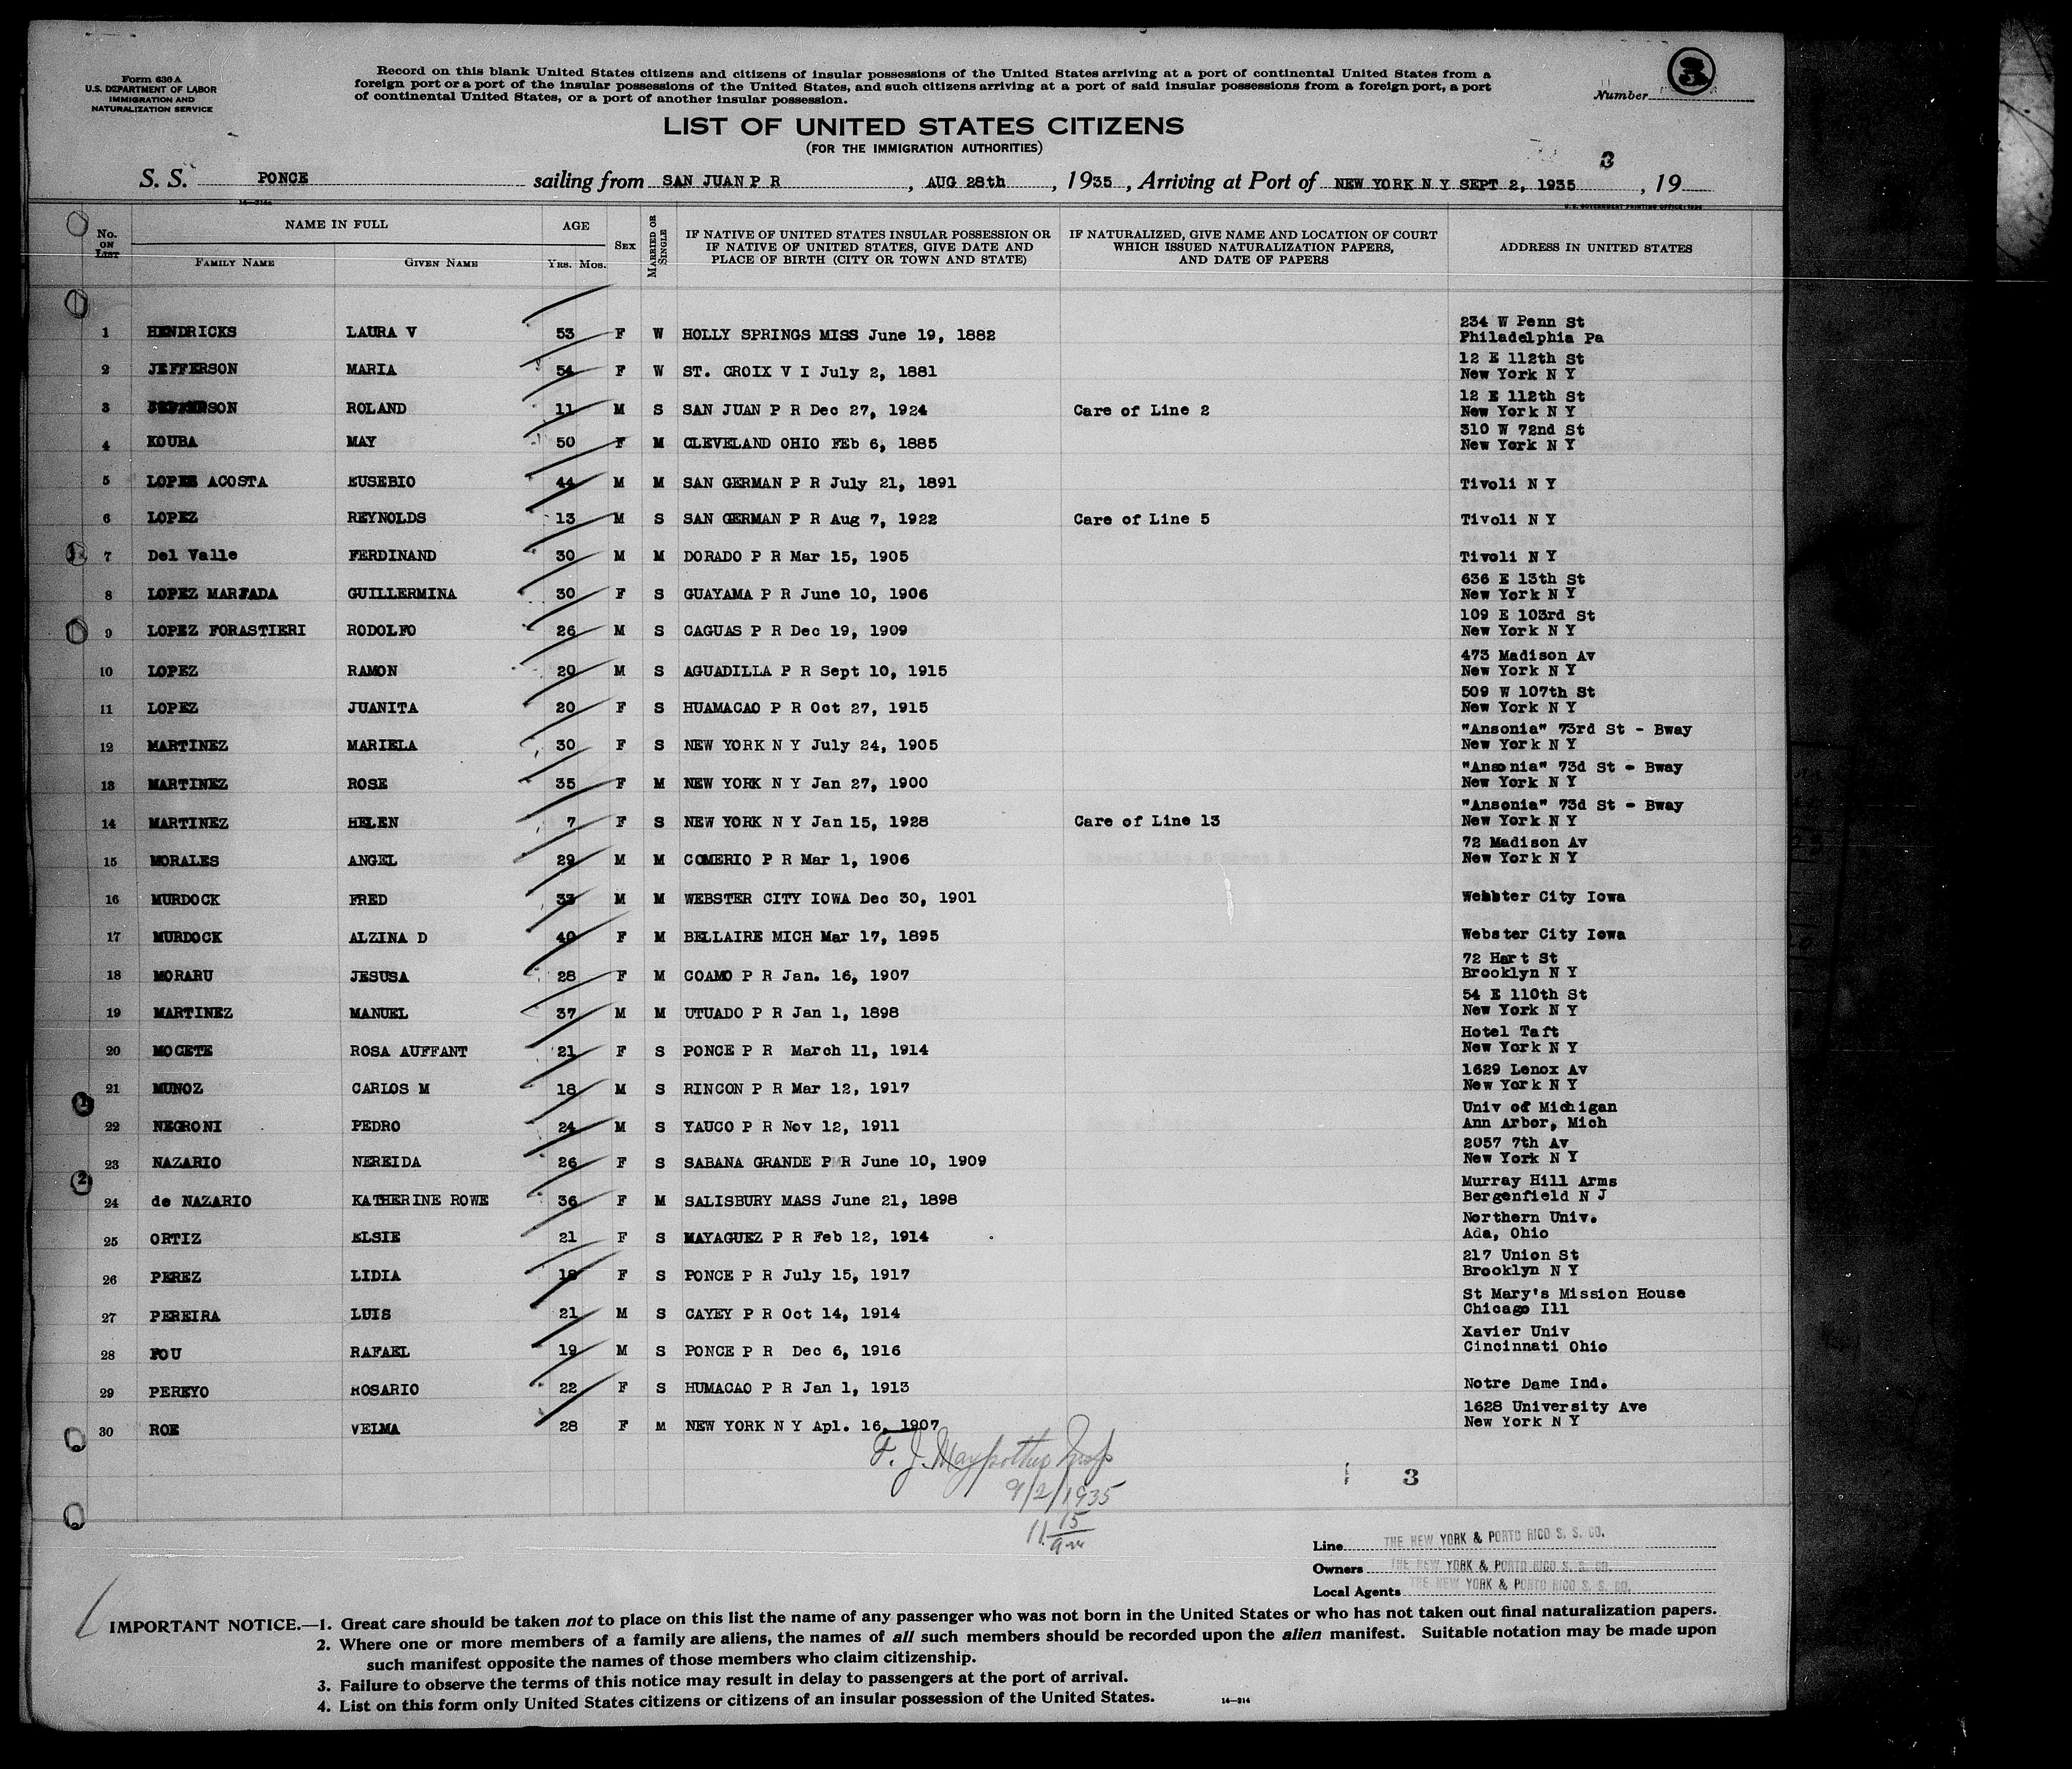 Form 630 A
U.S. DEPARTMENT OF LABOR
IMMIGRATION AND
NATURALIZATION SERVICE
Record on this blank United States citizens and citizens of insular possessions of the United States arriving at a port of continental United States from a
foreign port or a port of the insular possessions of the United States, and such citizens arriving at a port of said insular possessions from a foreign port, a port
of continental United States, or a port of another insular possession.
Number 3
LIST OF UNITED STATES CITIZENS
(FOR THE IMMIGRATION AUTHORITIES)
3
S. S. PONCE sailing from SAN JUAN P R , AUG 28th , 1935 , Arriving at Port of NEW YORK N Y SEPT 2, 1935 , 19
U.S. GOVERNMENT PRINTING OFFICE: 1934
No. ON LIST NAME IN FULL FAMILY NAME GIVEN NAME AGE YRS. MOS. SEX MARRIED OR SINGLE
IF NATIVE OF UNITED STATES INSULAR POSSESSION OR
IF NATIVE OF UNITED STATES, GIVE DATE AND
PLACE OF BIRTH (CITY OR TOWN AND STATE)
IF NATURALIZED, GIVE NAME AND LOCATION OF COURT
WHICH ISSUED NATURALIZATION PAPERS,
AND DATE OF PAPERS
ADDRESS IN UNITED STATES
1 HENDRICKS LAURA V 53 F W HOLLY SPRINGS MISS June 19, 1882 234 W Penn St
Philadelphia Pa
2 JEFFERSON MARIA 54 F W ST. CROIX V I July 2, 1881 12 E 112th St
New York N Y
3 JEFFERSON ROLAND 11 M S SAN JUAN P R Dec 27, 1924 Care of Line 2 12 E 112th St
New York N Y
4 KOUBA MAY 50 F M CLEVELAND OHIO FEb 6, 1885 310 W 72nd St
New York N Y
5 LOPEZ ACOSTA EUSEBIO 44 M M SAN GERMAN P R July 21, 1891 Tivoli N Y
6 LOPEZ REYNOLDS 13 M S SAN GERMAN P R Aug 7, 1922 Care of Line 5 Tivoli N Y
7 Del Valle FERDINAND 30 M M DORADO P R Mar 15, 1905 Tivoli N Y
8 LOPEZ MARFADA GUILLERMINA 30 F S GUAYAMA P R June 10, 1906 636 E 13th St
New York N Y
9 LOPEZ FORASTIERI RODOLFO 26 M S CAGUAS P R Dec 19, 1909 109 E 103rd St
New York N Y
10 LOPEZ RAMON 20 M S AGUADILLA P R Sept 10, 1915 473 Madison Av
New York N Y
11 LOPEZ JUANITA 20 F S HUAMACAO P R Oct 27, 1915 509 W 107th St
New York N Y
12 MARTINEZ MARIELA 30 F S NEW YORK N Y July 24, 1905 "Ansonia" 73rd St - Bway
New York N Y
13 MARTINEZ ROSE 35 F M NEW YORK N Y Jan 27, 1900 "Ansonia" 73d St - Bway
New York N Y
14 MARTINEZ HELEN 7 F S NEW YORK N Y Jan 15, 1928 Care of Line 13 "Ansonia" 73d St - Bway
New York N Y
15 MORALES ANGEL 29 M M COMERIO P R Mar 1, 1906 72 Madison Av
New York N Y
16 MURDOCK FRED 33 M M WEBSTER CITY IOWA Dec 30, 1901 Webster City Iowa
17 MURDOCK ALZINA D 40 F M BELLAIRE MICH Mar 17, 1895 Webster City Iowa
18 MORARU JESUSA 28 F M COAMO P R Jan. 16, 1907 72 Hart St
Brooklyn N Y
19 MARTINEZ MANUEL 37 M M UTUADO P R Jan 1, 1898 54 E 110th St
New York N Y
20 MOCETE ROSA AUFFANT 21 F S PONCE P R March 11, 1914 Hotel Taft
New York N Y
21 MUNOZ CARLOS M 18 M S RINCON P R Mar 12, 1917 1629 Lenox Av
New York N Y
22 NEGRONI PEDRO 24 M S YAUCO P R Nov 12, 1911 Univ of Michigan
Ann Arbor, Mich
23 NAZARIO NEREIDA 26 F S SABANA GRANDE P R June 10, 1909 2057 7th Av
New York N Y
24 de NAZARIO KATHERINE ROWE 36 F M SALISBURY MASS June 21, 1898 Murray Hill Arms
Bergenfield N J
25 ORTIZ ELSIE 21 F S MAYAGUEZ P R Feb 12, 1914 Northern Univ.
Ada, Ohio
26 PEREZ LIDIA 18 F S PONCE P R July 15, 1917 217 Union St
Brooklyn N Y
27 PEREIRA LUIS 21 M S CAYEY P R Oct 14, 1914 St Mary's Mission House
Chicago Ill
28 POU RAFAEL 19 M S PONCE P R Dec 6, 1916 Xavier Univ
Cincinnati Ohio
29 PEREYO ROSARIO 22 F S HUMACAO P R Jan 1, 1913 Notre Dame Ind.
30 ROE VELMA 28 F M NEW YORK N Y Apl. 16, 1907 1628 University Ave
New York N Y
F. J. Insp
9/2/1935
3
11 15 am
Line THE NEW YORK & PORTO RICO S. S. CO.
Owners THE NEW YORK & PORTO RICO S. S. CO.
Local Agents THE NEW YORK & PORTO RICO S. S. CO.
IMPORTANT NOTICE.—1. Great care should be taken not to place on this list the name of any passenger who was not born in the United States or who has not taken out final naturalization papers.
2. Where one or more members of a family are aliens, the names of all such members should be recorded upon the alien manifest. Suitable notation may be made upon
such manifest opposite the names of those members who claim citizenship.
3. Failure to observe the terms of this notice may result in delay to passengers at the port of arrival.
4. List on this form only United States citizens or citizens of an insular possession of the United States.
14—214